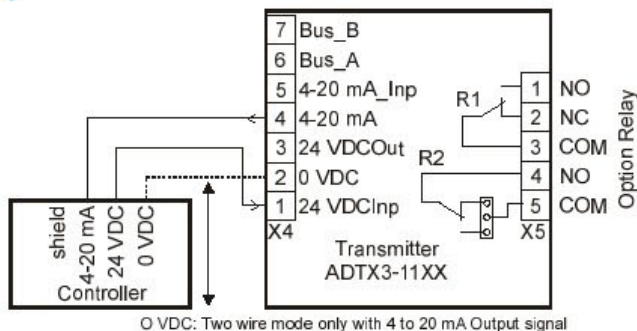 7 Bus_B
6 Bus_A
5 4-20 mA_Inp
4 4-20 mA
3 24 VDCOut
2 0 VDC
1 24 VDCInp
X4
R1
R2
1 NO
2 NC
3 COM
4 NO
5 COM
X5
Option Relay
Transmitter
ADTX3-11XX
shield
4-20 mA
24 VDC
0 VDC
Controller
O VDC: Two wire mode only with 4 to 20 mA Output signal